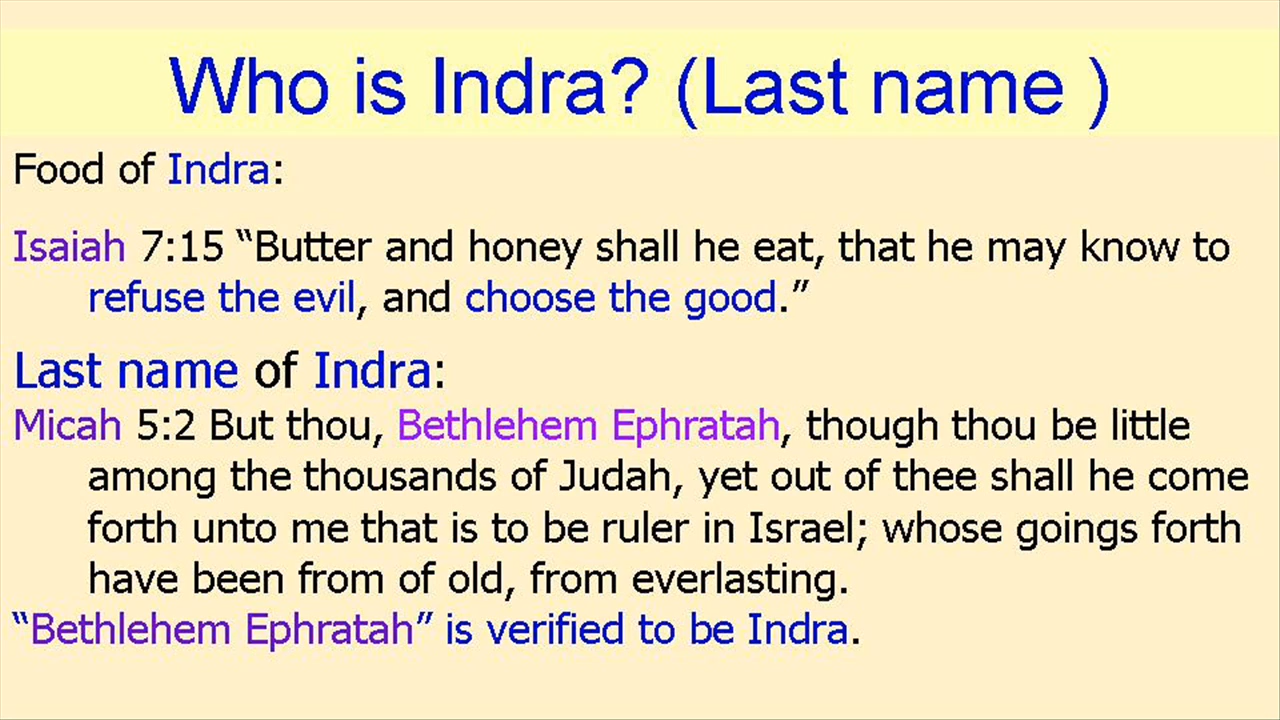 Who is Indra? (Last name )
Food of Indra:
Isaiah 7:15 “Butter and honey shall he eat, that he may know to
refuse the evil, and choose the good.”
Last name of Indra:
Micah 5:2 But thou, Bethlehem Ephratah, though thou be little
among the thousands of Judah, yet out of thee shall he come
forth unto me that is to be ruler in Israel; whose goings forth
have been from of old, from everlasting.
“Bethlehem Ephratah” is verified to be Indra.